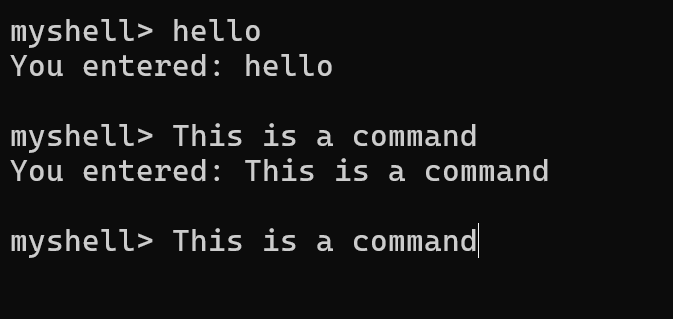 myshell> hello
You entered: hello
myshell> This is a command
You entered: This is a command
myshell> This is a command